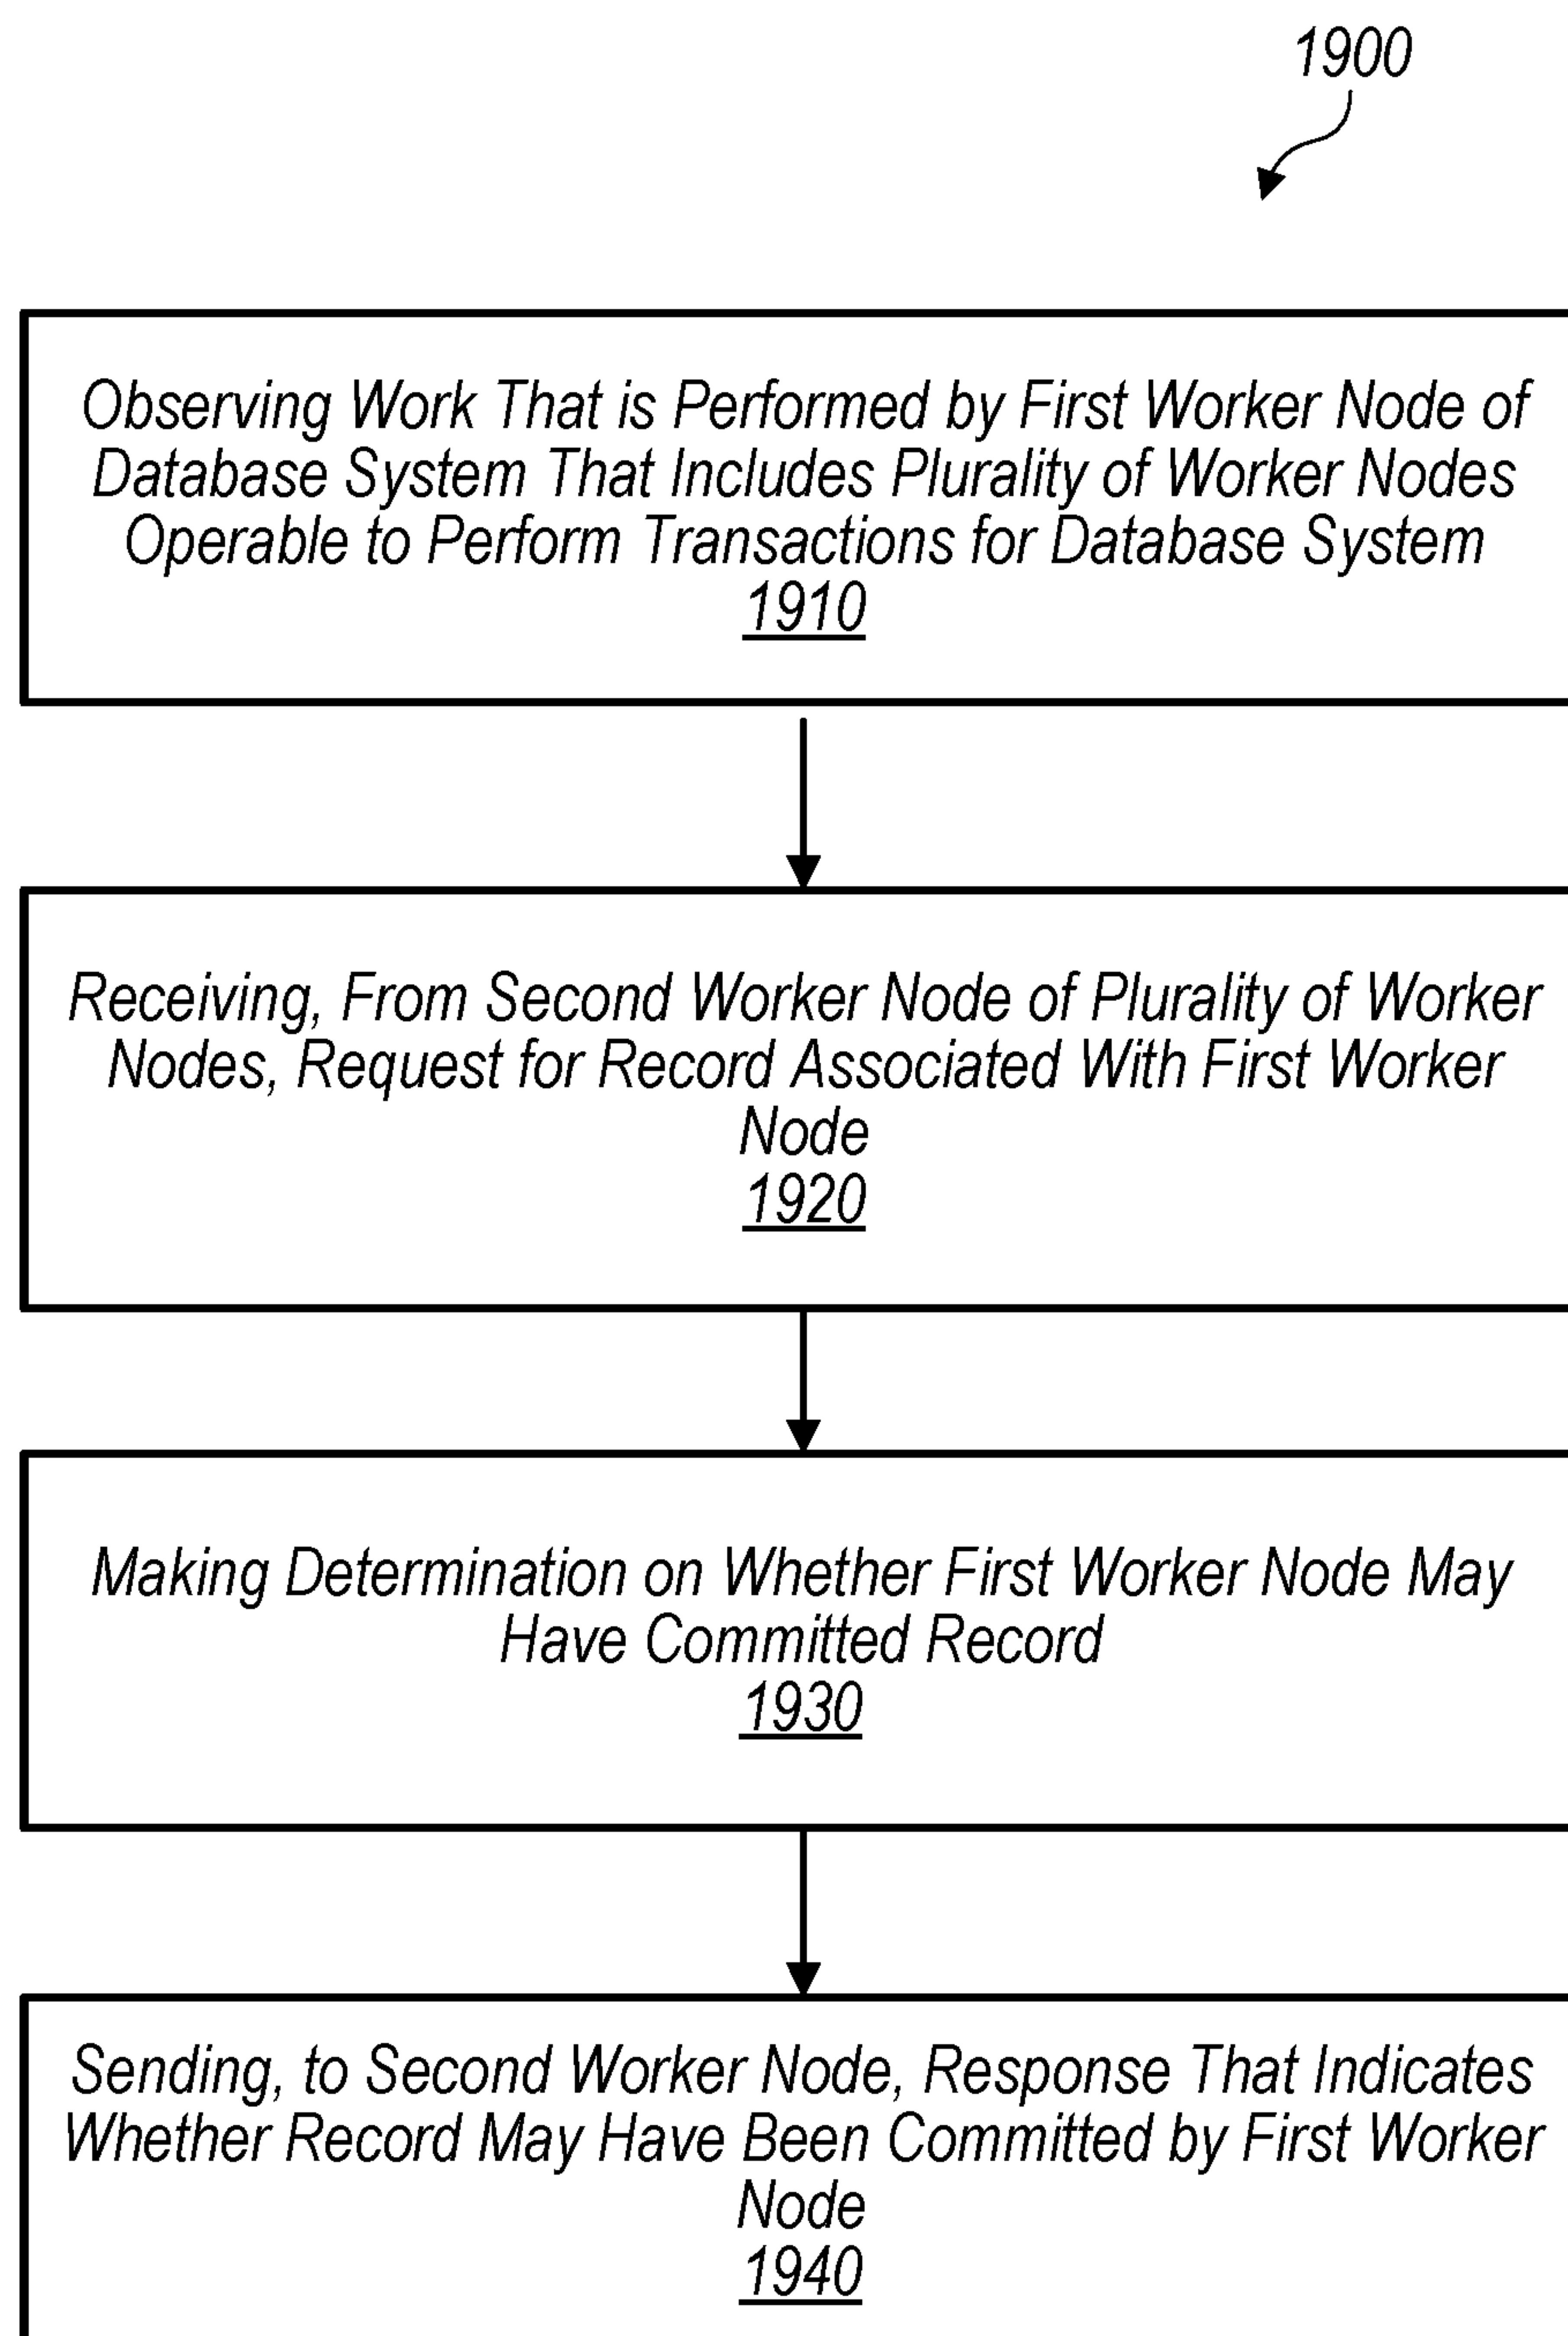 1900
Observing Work That is Performed by First Worker Node of
Database System That Includes Plurality of Worker Nodes
Operable to Perform Transactions for Database System
1910
Receiving, From Second Worker Node of Plurality of Worker
Nodes, Request for Record Associated With First Worker
Node
1920
Making Determination on Whether First Worker Node May
Have Committed Record
1930
Sending, to Second Worker Node, Response That Indicates
Whether Record May Have Been Committed by First Worker
Node
1940